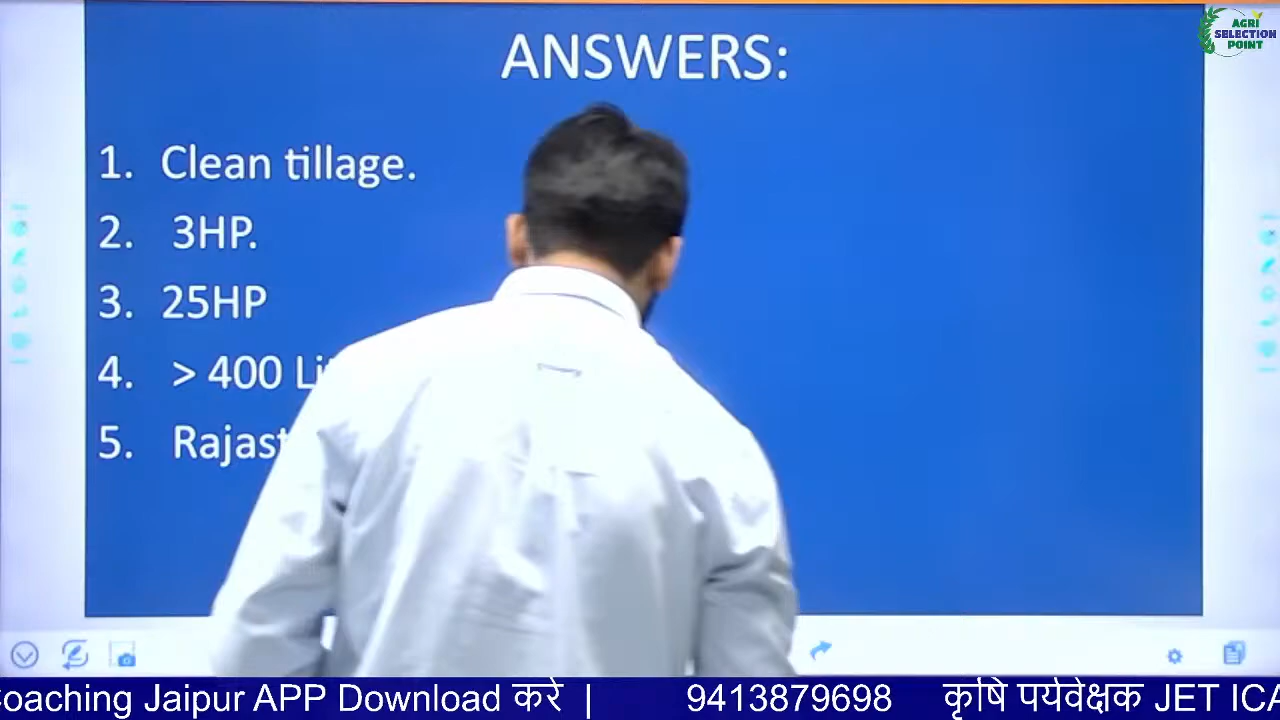 AGRI
SELECTION
POINT
ANSWERS:
1. Clean tillage.
2. 3HP.
3. 25HP
4. > 400
5.
Coaching Jaipur APP Download करे | 9413879698 कृषि पर्यवेक्षक JET